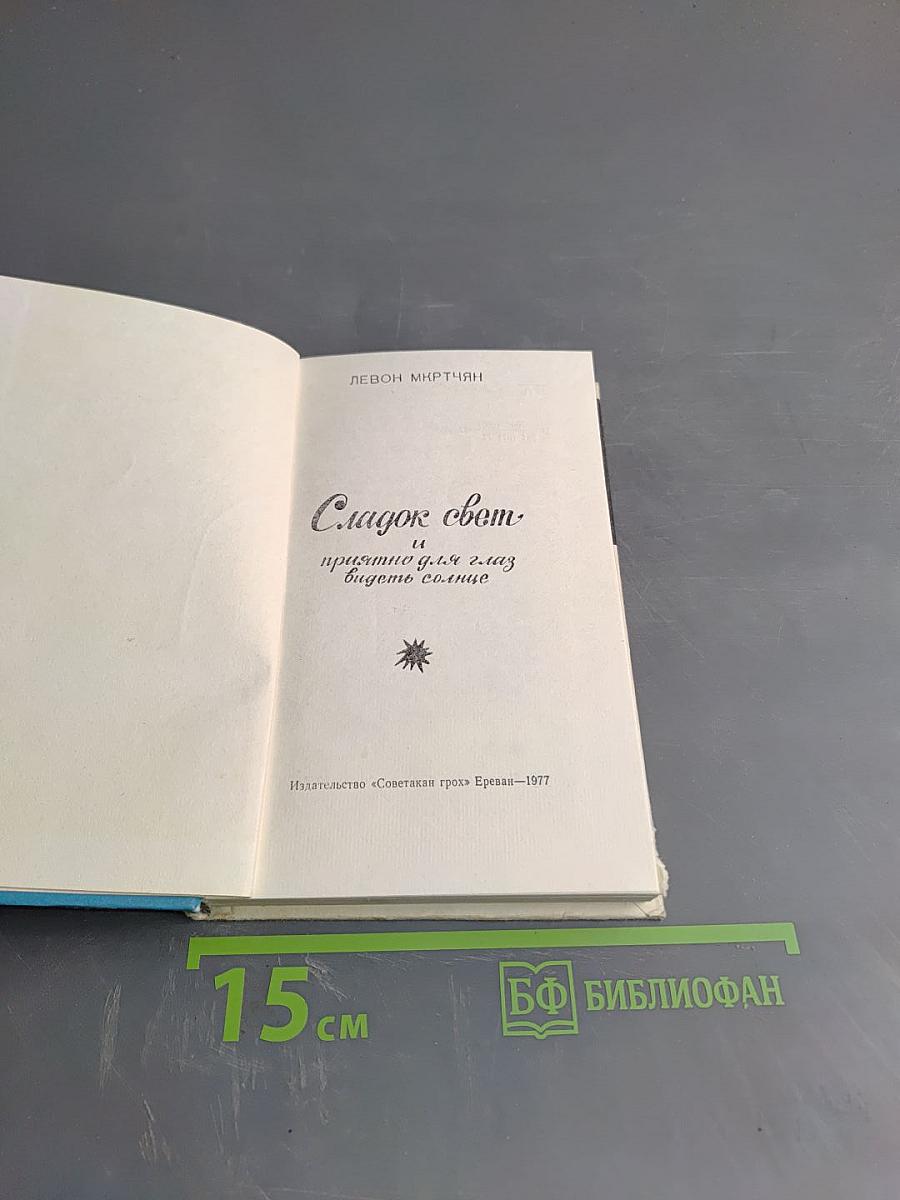 ЛЕВОН МКРТЧЯН
Сладок свет
и
приятно для глаз
видеть солнце
Издательство «Советакан грох» Ереван—1977
15 см
БФ БИБЛИОФАН